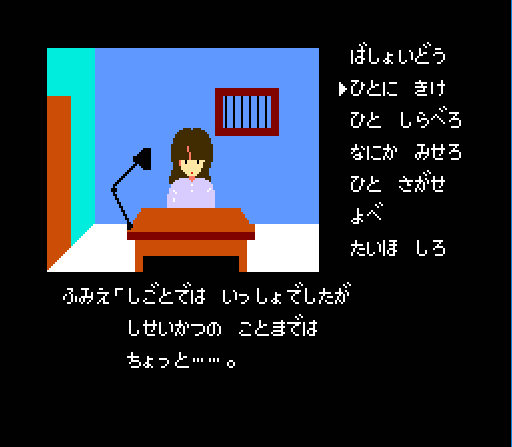 ばしょいどう
ひとに きけ
ひと しらべろ
なにか みせろ
ひと さがせ
よべ
たいほ しろ
ふみえ「しごとでは いっしょでしたが
しせいかつの ことまでは
ちょっと……。